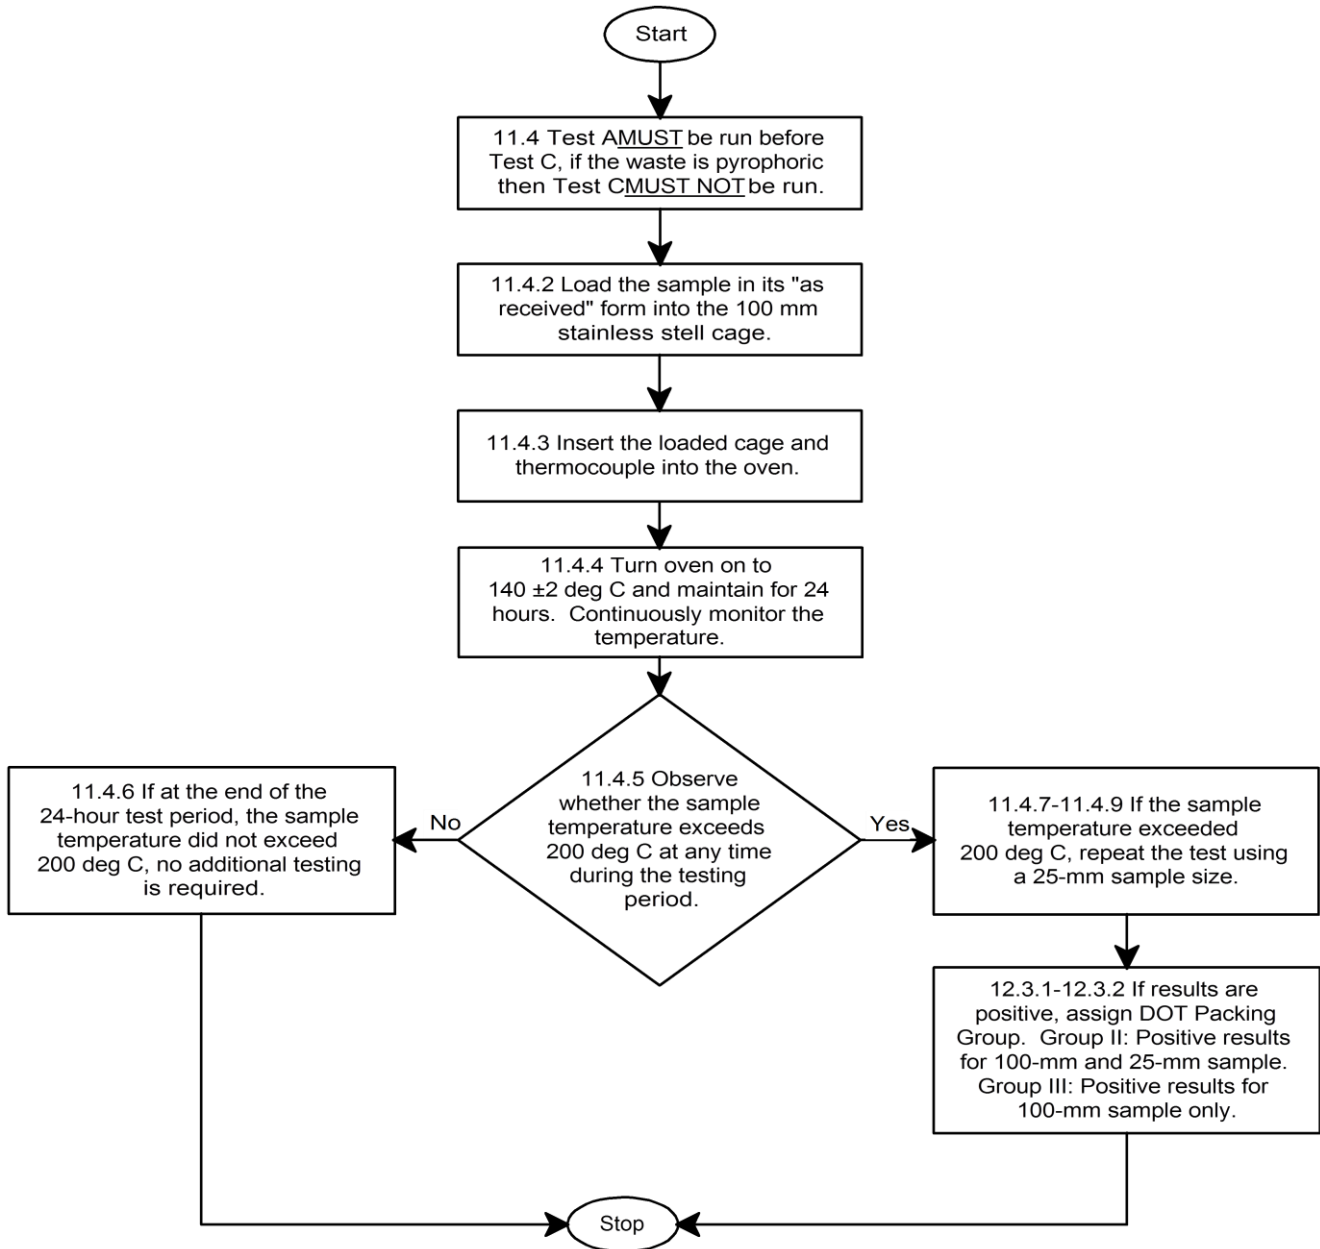 Start
11.4 Test AMUST be run before
Test C, if the waste is pyrophoric
then Test CMUST NOT be run.
11.4.2 Load the sample in its "as
received" form into the 100 mm
stainless stell cage.
11.4.3 Insert the loaded cage and
thermocouple into the oven.
11.4.4 Turn oven on to
140 ±2 deg C and maintain for 24
hours. Continuously monitor the
temperature.
11.4.5 Observe
whether the sample
temperature exceeds
200 deg C at any time
during the testing
period.
No
11.4.6 If at the end of the
24-hour test period, the sample
temperature did not exceed
200 deg C, no additional testing
is required.
Yes
11.4.7-11.4.9 If the sample
temperature exceeded
200 deg C, repeat the test using
a 25-mm sample size.
12.3.1-12.3.2 If results are
positive, assign DOT Packing
Group. Group II: Positive results
for 100-mm and 25-mm sample.
Group III: Positive results for
100-mm sample only.
Stop